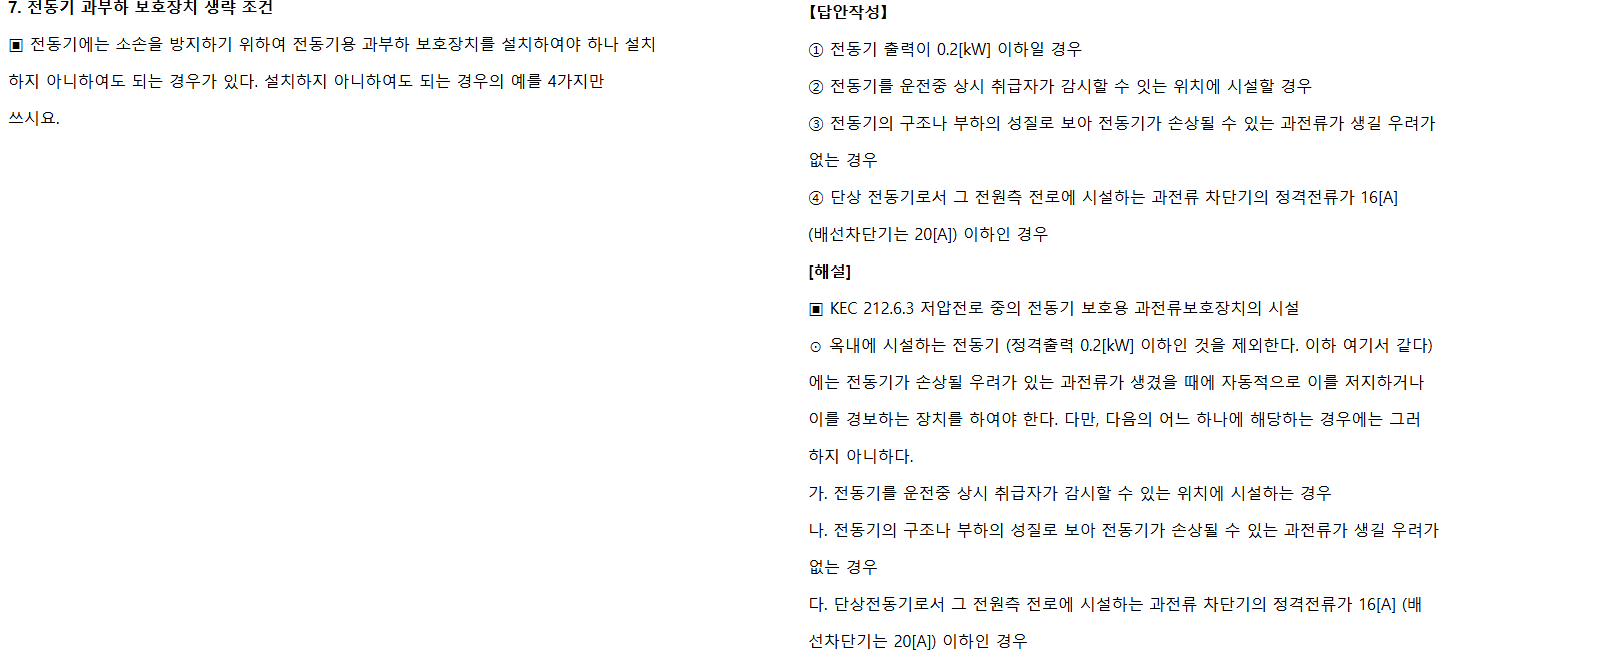 7. 전동기 과부하 보호장치 생략 조건
▣ 전동기에는 소손을 방지하기 위하여 전동기용 과부하 보호장치를 설치하여야 하나 설치
하지 아니하여도 되는 경우가 있다. 설치하지 아니하여도 되는 경우의 예를 4가지만
쓰시요.
【답안작성】
① 전동기 출력이 0.2[kW] 이하일 경우
② 전동기를 운전중 상시 취급자가 감시할 수 잇는 위치에 시설할 경우
③ 전동기의 구조나 부하의 성질로 보아 전동기가 손상될 수 있는 과전류가 생길 우려가
없는 경우
④ 단상 전동기로서 그 전원측 전로에 시설하는 과전류 차단기의 정격전류가 16[A]
(배선차단기는 20[A]) 이하인 경우
[해설]
▣ KEC 212.6.3 저압전로 중의 전동기 보호용 과전류보호장치의 시설
⊙ 옥내에 시설하는 전동기 (정격출력 0.2[kW] 이하인 것을 제외한다. 이하 여기서 같다)
에는 전동기가 손상될 우려가 있는 과전류가 생겼을 때에 자동적으로 이를 저지하거나
이를 경보하는 장치를 하여야 한다. 다만, 다음의 어느 하나에 해당하는 경우에는 그러
하지 아니하다.
가. 전동기를 운전중 상시 취급자가 감시할 수 있는 위치에 시설하는 경우
나. 전동기의 구조나 부하의 성질로 보아 전동기가 손상될 수 있는 과전류가 생길 우려가
없는 경우
다. 단상전동기로서 그 전원측 전로에 시설하는 과전류 차단기의 정격전류가 16[A] (배
선차단기는 20[A]) 이하인 경우